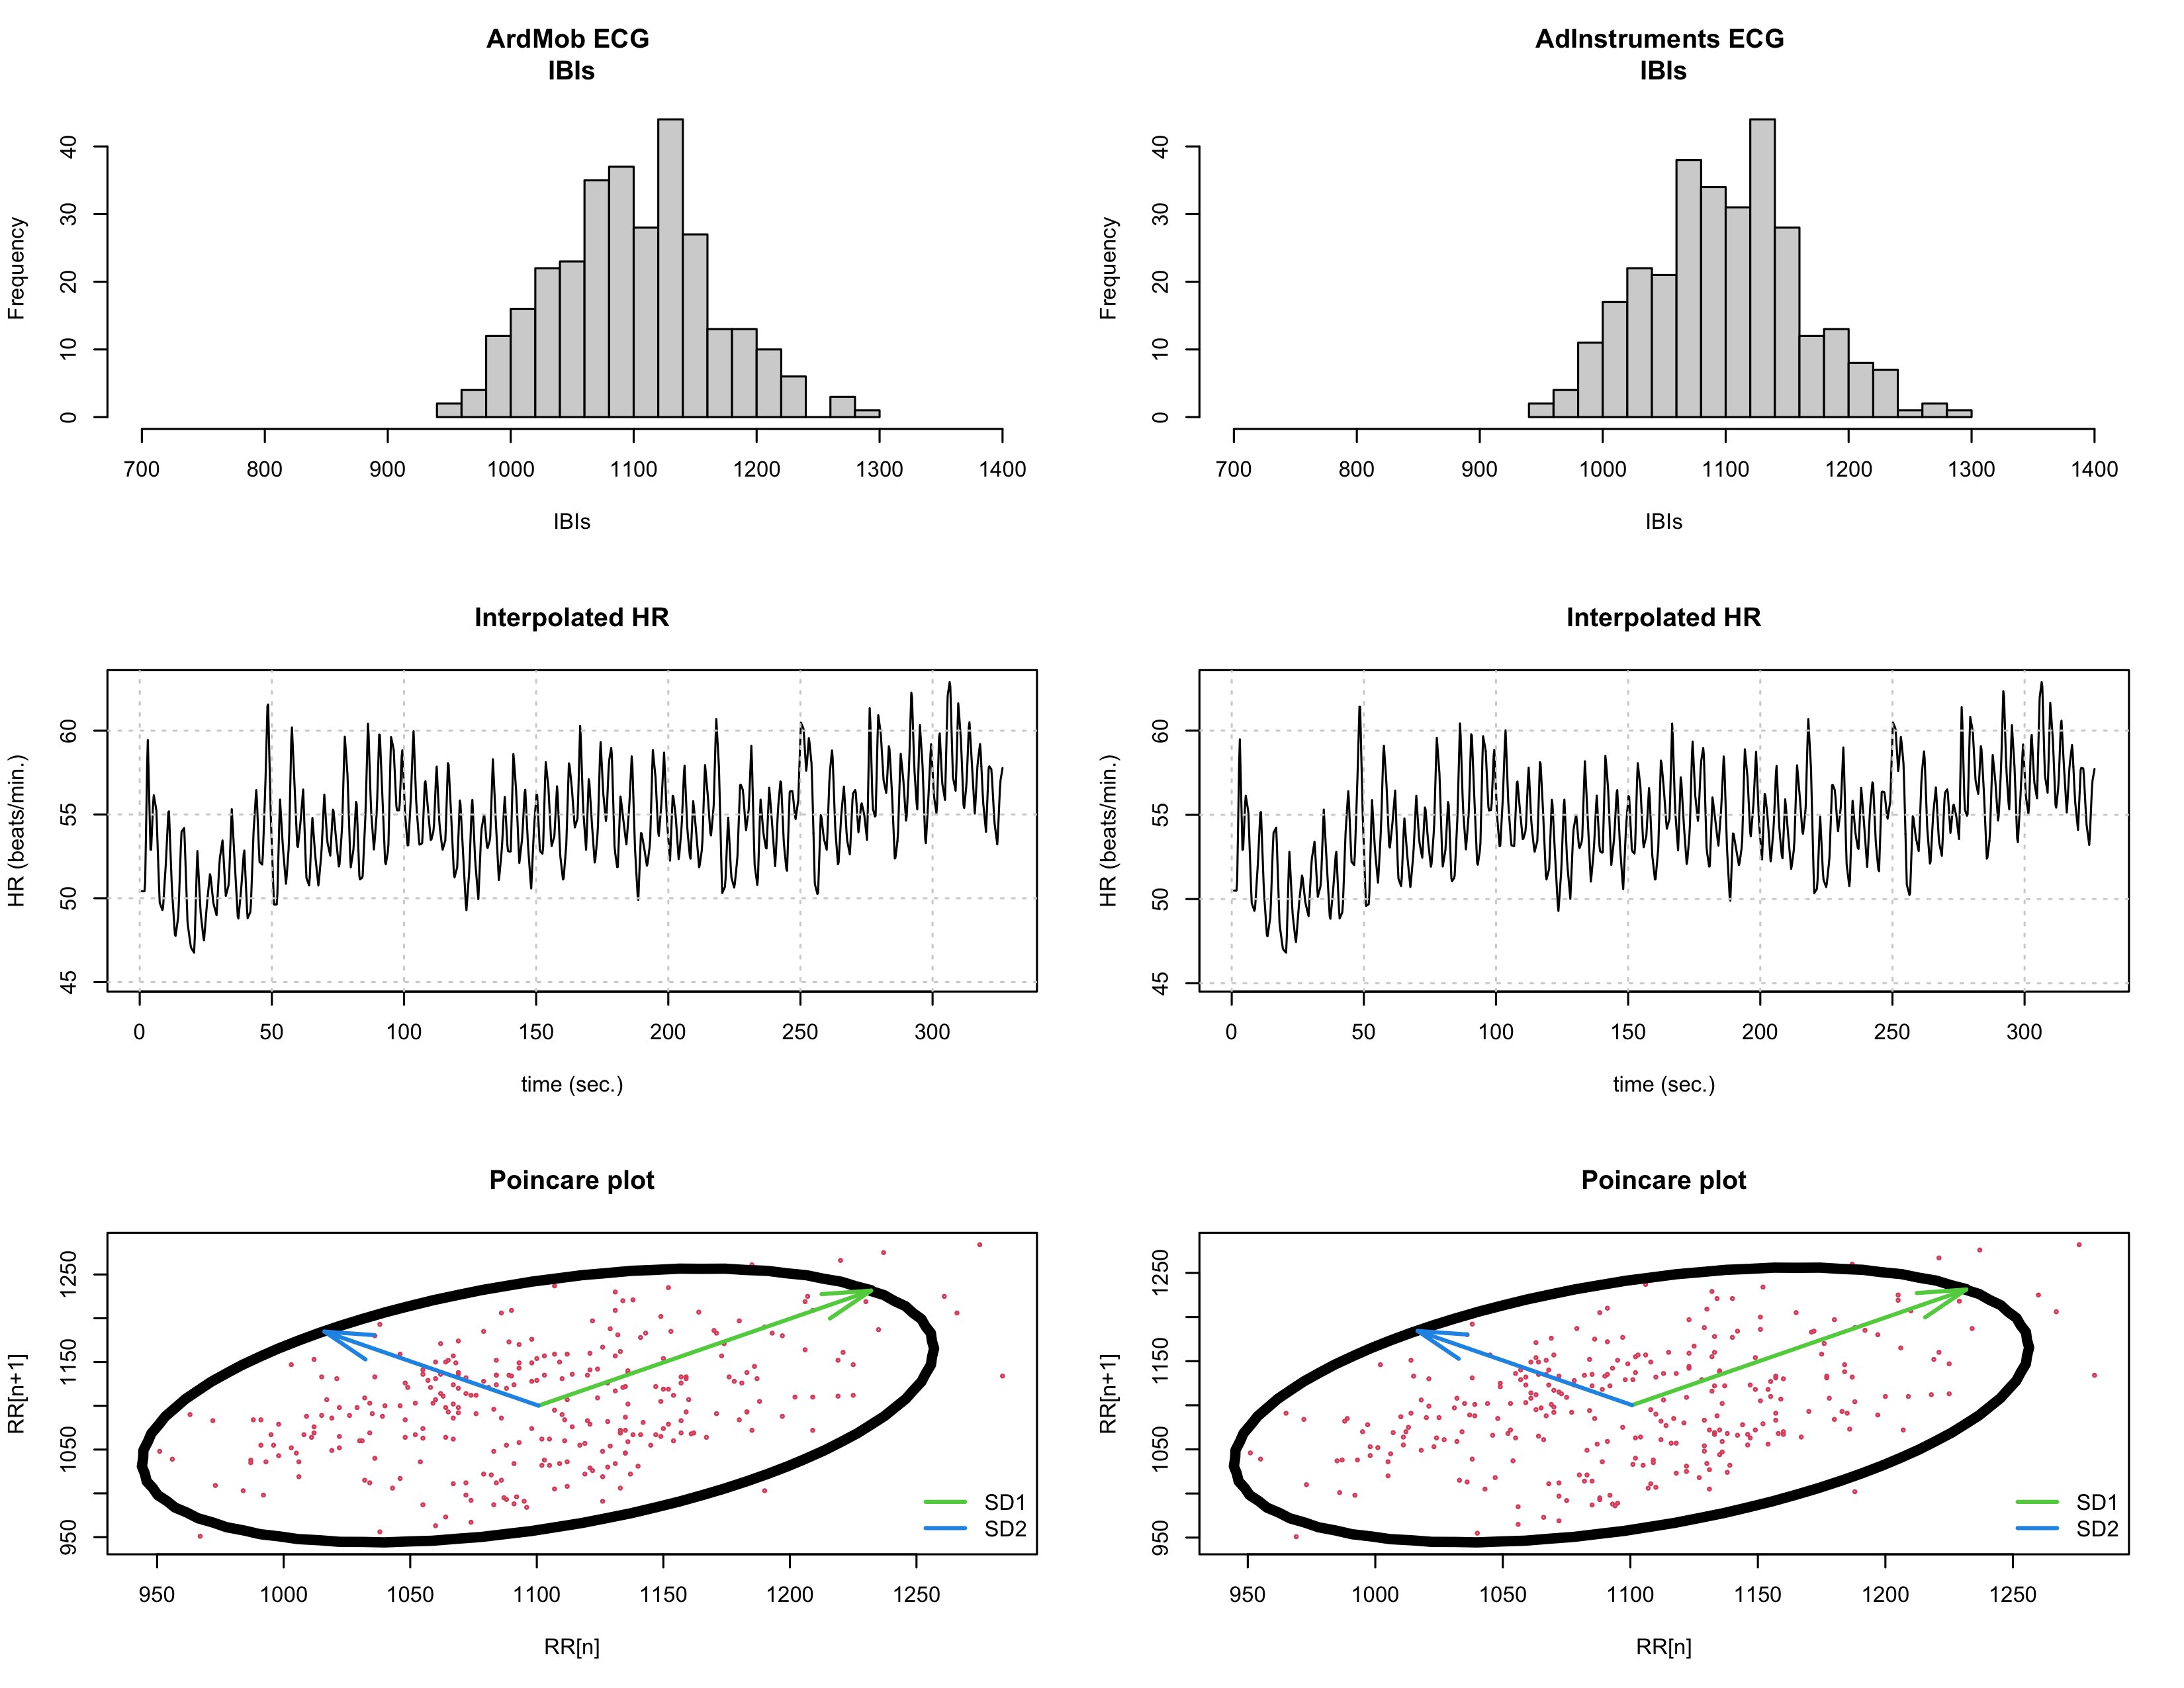 ArdMob ECG
IBIs
Frequency
0 10 20 30 40
700 800 900 1000 1100 1200 1300 1400
IBIs
AdInstruments ECG
IBIs
Frequency
0 10 20 30 40
700 800 900 1000 1100 1200 1300 1400
IBIs
Interpolated HR
HR (beats/min.)
45 50 55 60
0 50 100 150 200 250 300
time (sec.)
Interpolated HR
HR (beats/min.)
45 50 55 60
0 50 100 150 200 250 300
time (sec.)
Poincare plot
RR[n+1]
950 1050 1150 1250
SD1
SD2
950 1000 1050 1100 1150 1200 1250
RR[n]
Poincare plot
RR[n+1]
950 1050 1150 1250
SD1
SD2
950 1000 1050 1100 1150 1200 1250
RR[n]